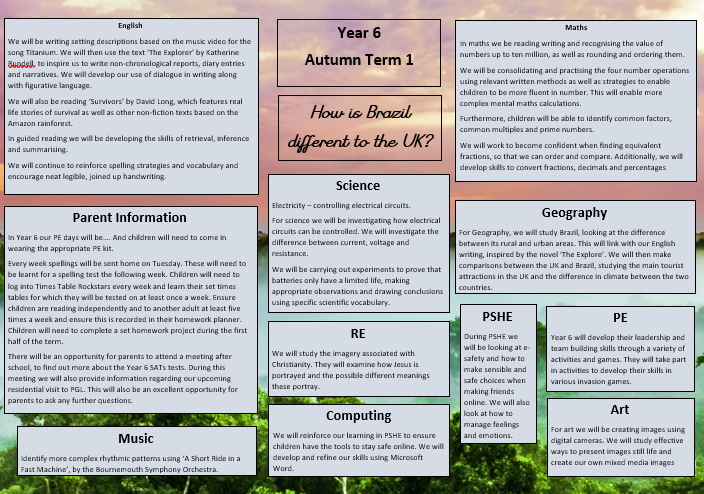 English
We will be writing setting descriptions based on the music video for the
song Titanium. We will then use the text 'The Explorer' by Katherine
Rundell, to inspire us to write non-chronological reports, diary entries
and narratives. We will develop our use of dialogue in writing along
with figurative language.
We will also be reading 'Survivors' by David Long, which features real
life stories of survival as well as other non-fiction texts based on the
Amazon rainforest.
In guided reading we will be developing the skills of retrieval, inference
and summarising.
We will continue to reinforce spelling strategies and vocabulary and
encourage neat legible, joined up handwriting.
Year 6
Autumn Term 1
How is Brazil
different to the UK?
Maths
In maths we be reading writing and recognising the value of
numbers up to ten million, as well as rounding and ordering them.
We will be consolidating and practising the four number operations
using relevant written methods as well as strategies to enable
children to be more fluent in number. This will enable more
complex mental maths calculations.
Furthermore, children will be able to identify common factors,
common multiples and prime numbers.
We will work to become confident when finding equivalent
fractions, so that we can order and compare. Additionally, we will
develop skills to convert fractions, decimals and percentages
Parent Information
In Year 6 our PE days will be.... And children will need to come in
wearing the appropriate PE kit.
Every week spellings will be sent home on Tuesday. These will need to
be learnt for a spelling test the following week. Children will need to
log into Times Table Rockstars every week and learn their set times
tables for which they will be tested on at least once a week. Ensure
children are reading independently and to another adult at least five
times a week and ensure this is recorded in their homework planner.
Children will need to complete a set homework project during the first
half of the term.
There will be an opportunity for parents to attend a meeting after
school, to find out more about the Year 6 SATs tests. During this
meeting we will also provide information regarding our upcoming
residential visit to PGL. This will also be an excellent opportunity for
parents to ask any further questions.
Science
Electricity – controlling electrical circuits.
For science we will be investigating how electrical
circuits can be controlled. We will investigate the
difference between current, voltage and
resistance.
We will be carrying out experiments to prove that
batteries only have a limited life, making
appropriate observations and drawing conclusions
using specific scientific vocabulary.
Geography
For Geography, we will study Brazil, looking at the difference
between its rural and urban areas. This will link with our English
writing, inspired by the novel 'The Explore'. We will then make
comparisons between the UK and Brazil, studying the main tourist
attractions in the UK and the difference in climate between the two
countries.
RE
We will study the imagery associated with
Christianity. They will examine how Jesus is
portrayed and the possible different meanings
these portray.
PSHE
During PSHE we
will be looking at e-
safety and how to
make sensible and
safe choices when
making friends
online. We will also
look at how to
manage feelings
and emotions.
PE
Year 6 will develop their leadership and
team building skills through a variety of
activities and games. They will take part
in activities to develop their skills in
various invasion games.
Music
Identify more complex rhythmic patterns using 'A Short Ride in a
Fast Machine', by the Bournemouth Symphony Orchestra.
Computing
We will reinforce our learning in PSHE to ensure
children have the tools to stay safe online. We will
develop and refine our skills using Microsoft
Word.
Art
For art we will be creating images using
digital cameras. We will study effective
ways to present images still life and
create our own mixed media images